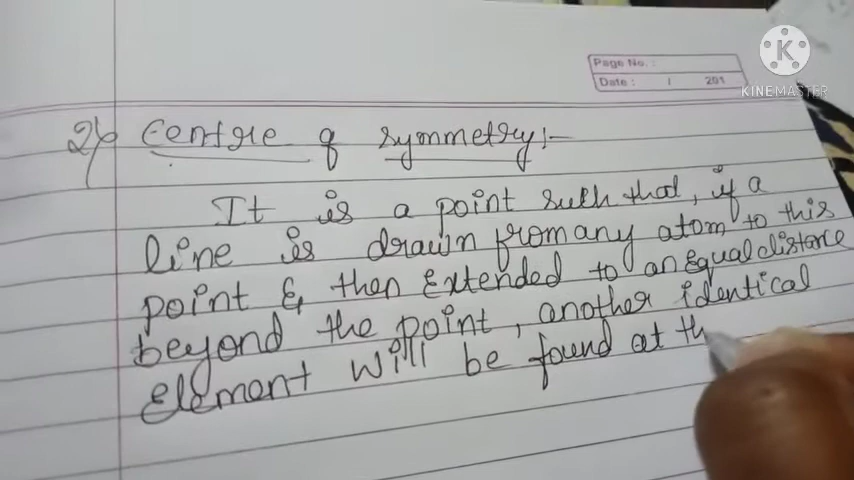 KINEMASTER
Page No. :
Date : / 201
2) Centre of symmetry:-
It is a point such that, if a
line is drawn from any atom to this
point & then extended to an equal distance
beyond the point, another identical
element will be found at th